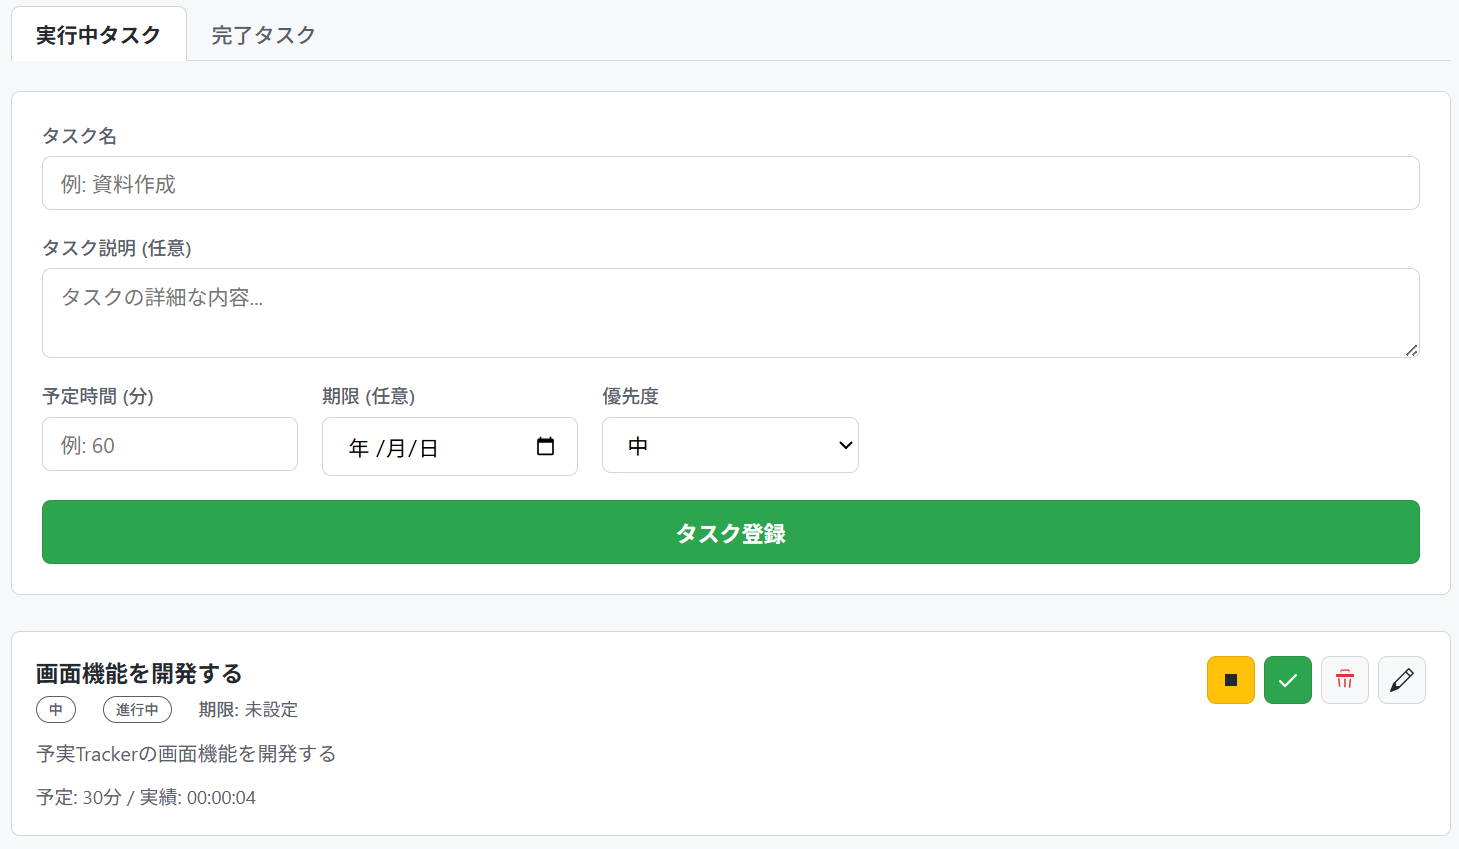 実行中タスク 完了タスク
タスク名
例: 資料作成
タスク説明 (任意)
タスクの詳細な内容...
予定時間 (分) 期限 (任意) 優先度
例: 60 年 /月/日 中
タスク登録
画面機能を開発する
中 進行中 期限: 未設定
予実Trackerの画面機能を開発する
予定: 30分 / 実績: 00:00:04